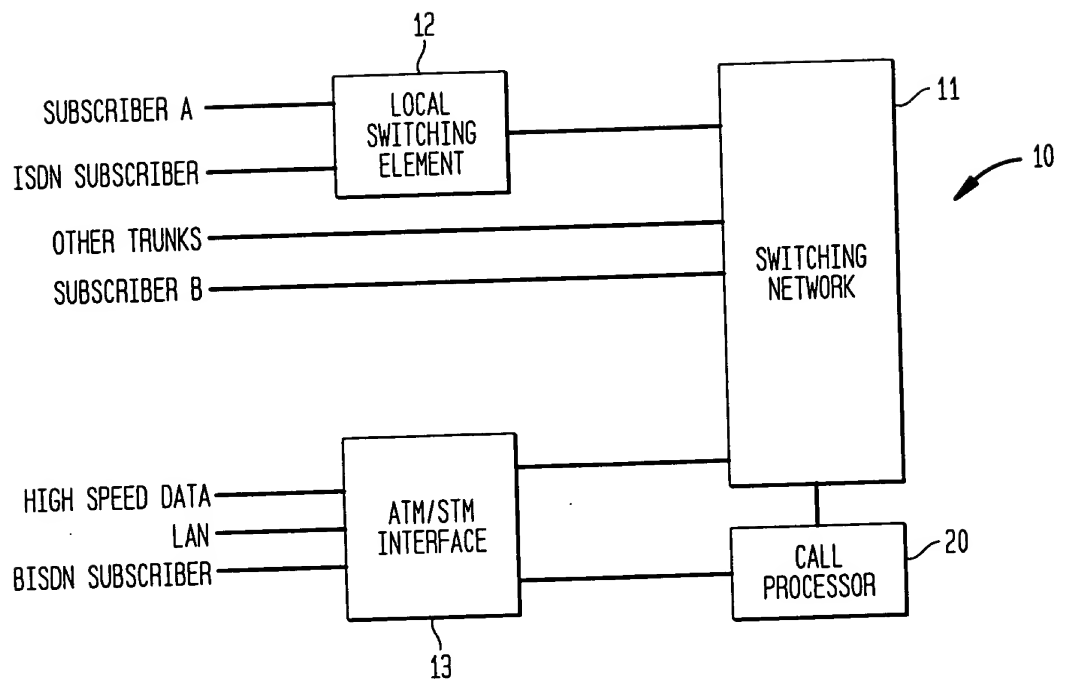 12
SUBSCRIBER A
LOCAL
SWITCHING
ELEMENT
11
ISDN SUBSCRIBER
10
OTHER TRUNKS
SUBSCRIBER B
SWITCHING
NETWORK
HIGH SPEED DATA
LAN
BISDN SUBSCRIBER
ATM/STM
INTERFACE
CALL
PROCESSOR
20
13